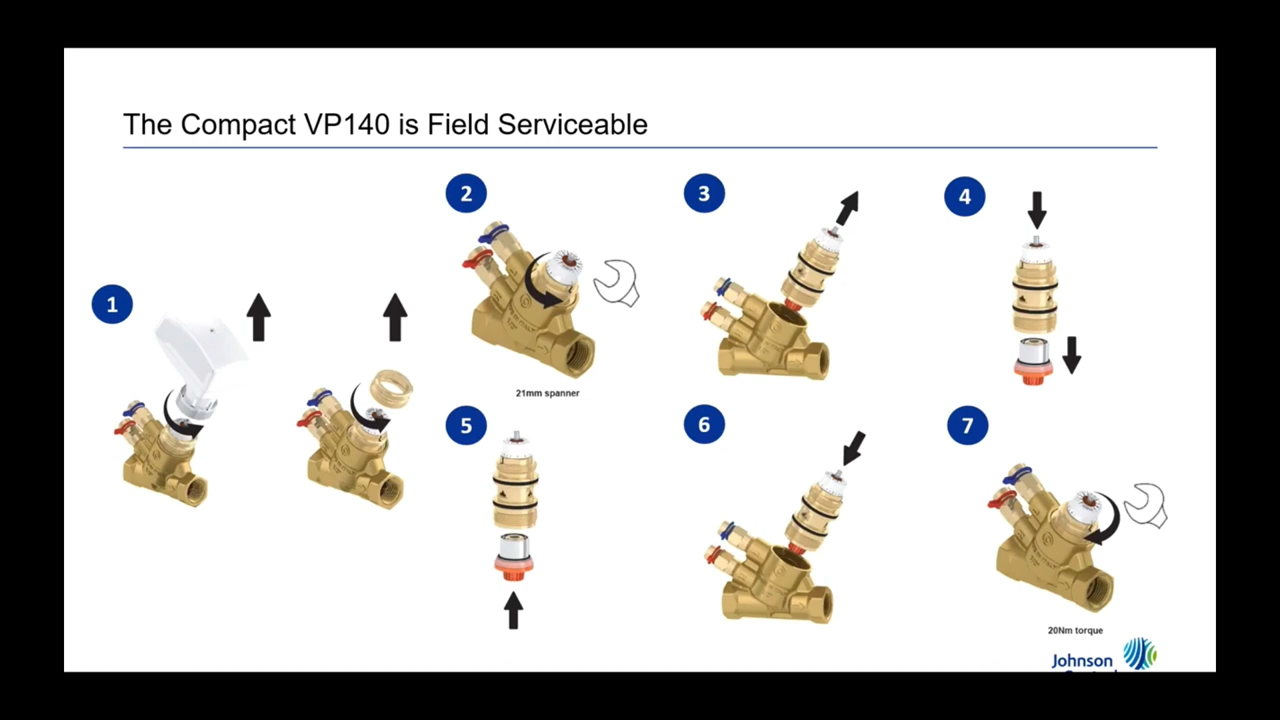 The Compact VP140 is Field Serviceable
1
2
21mm spanner
3
4
5
6
7
20Nm torque
Johnson